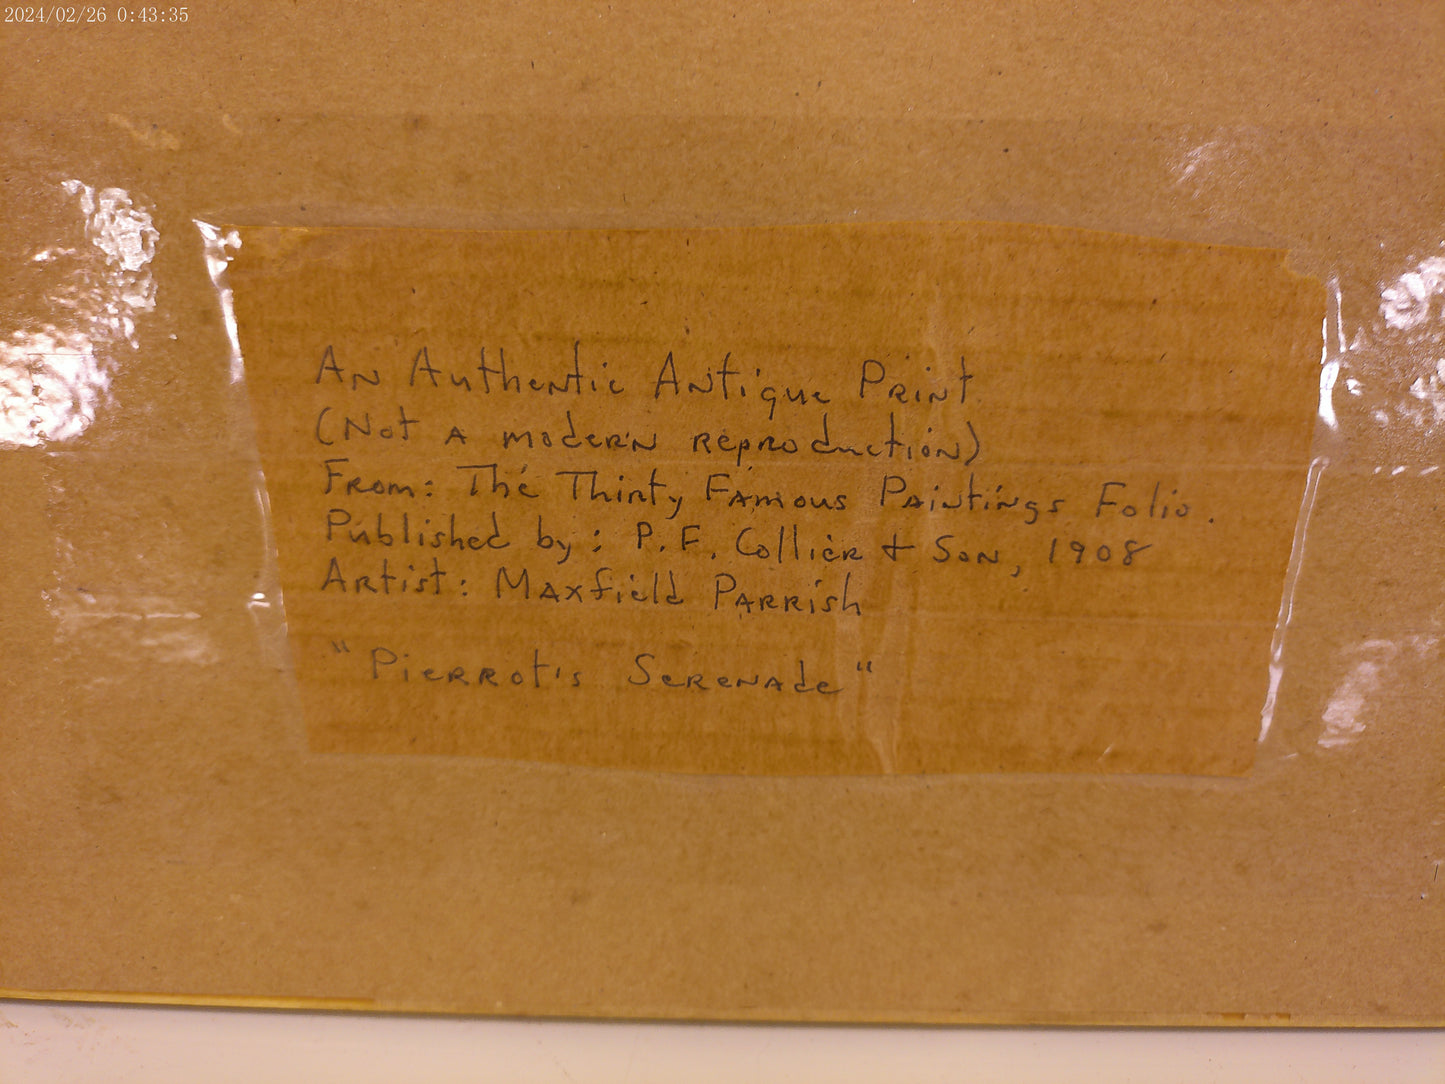 2024/02/26 0:43:35
An Authentic Antique Print
(Not a modern reproduction)
From: The Thirty Famous Paintings Folio.
Published by: P.F. Collier + Son, 1908
Artist: Maxfield Parrish
"Pierrot's Serenade"